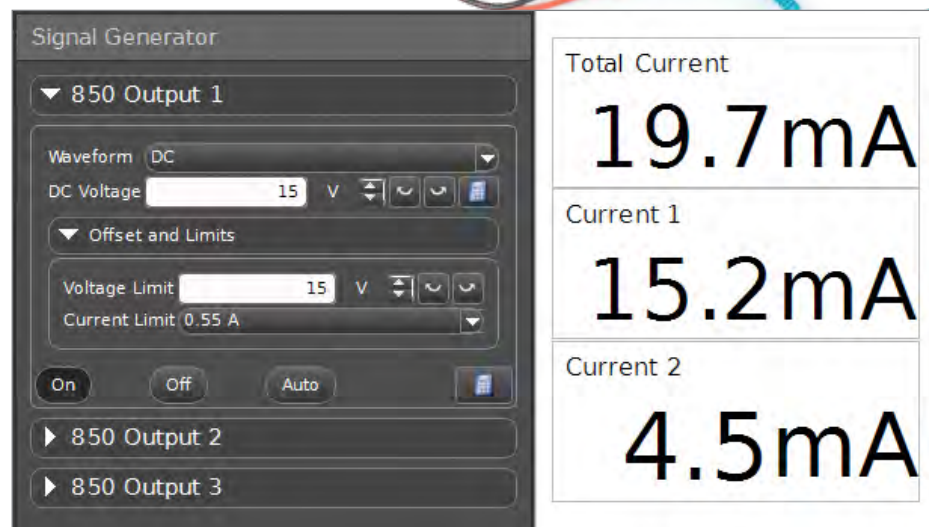 Signal Generator
850 Output 1
Waveform DC
DC Voltage 15 V
Offset and Limits
Voltage Limit 15 V
Current Limit 0.55 A
On Off Auto
850 Output 2
850 Output 3
Total Current
19.7mA
Current 1
15.2mA
Current 2
4.5mA